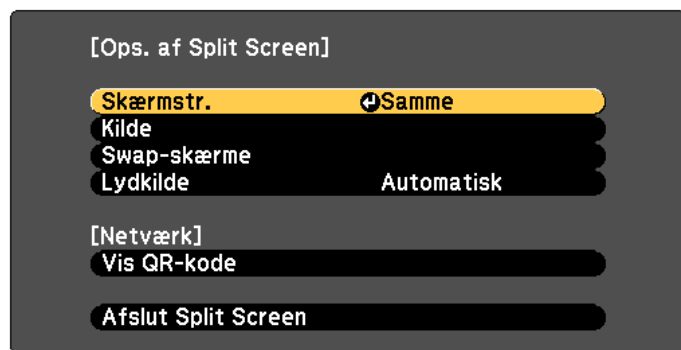 [Ops. af Split Screen]
Skærmstr. Samme
Kilde
Swap-skærme
Lydkilde Automatisk
[Netværk]
Vis QR-kode
Afslut Split Screen